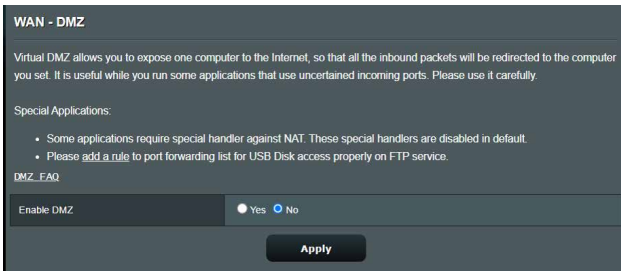 WAN - DMZ
Virtual DMZ allows you to expose one computer to the Internet, so that all the inbound packets will be redirected to the computer
you set. It is useful while you run some applications that use uncertained incoming ports. Please use it carefully.
Special Applications:
• Some applications require special handler against NAT. These special handlers are disabled in default.
• Please add a rule to port forwarding list for USB Disk access properly on FTP service.
DMZ FAQ
Enable DMZ Yes No
Apply